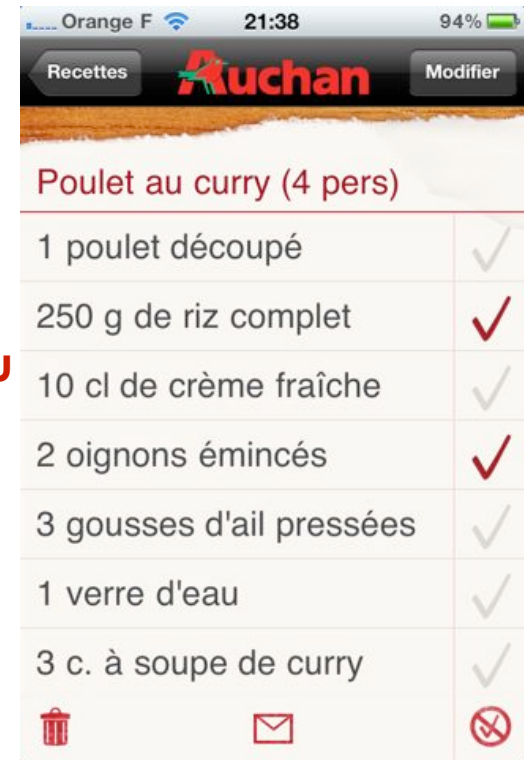 Orange F 21:38 94%
Recettes Auchan Modifier
Poulet au curry (4 pers)
1 poulet découpé
250 g de riz complet
U
10 cl de crème fraîche
2 oignons émincés
3 gousses d'ail pressées
1 verre d'eau
3 c. à soupe de curry